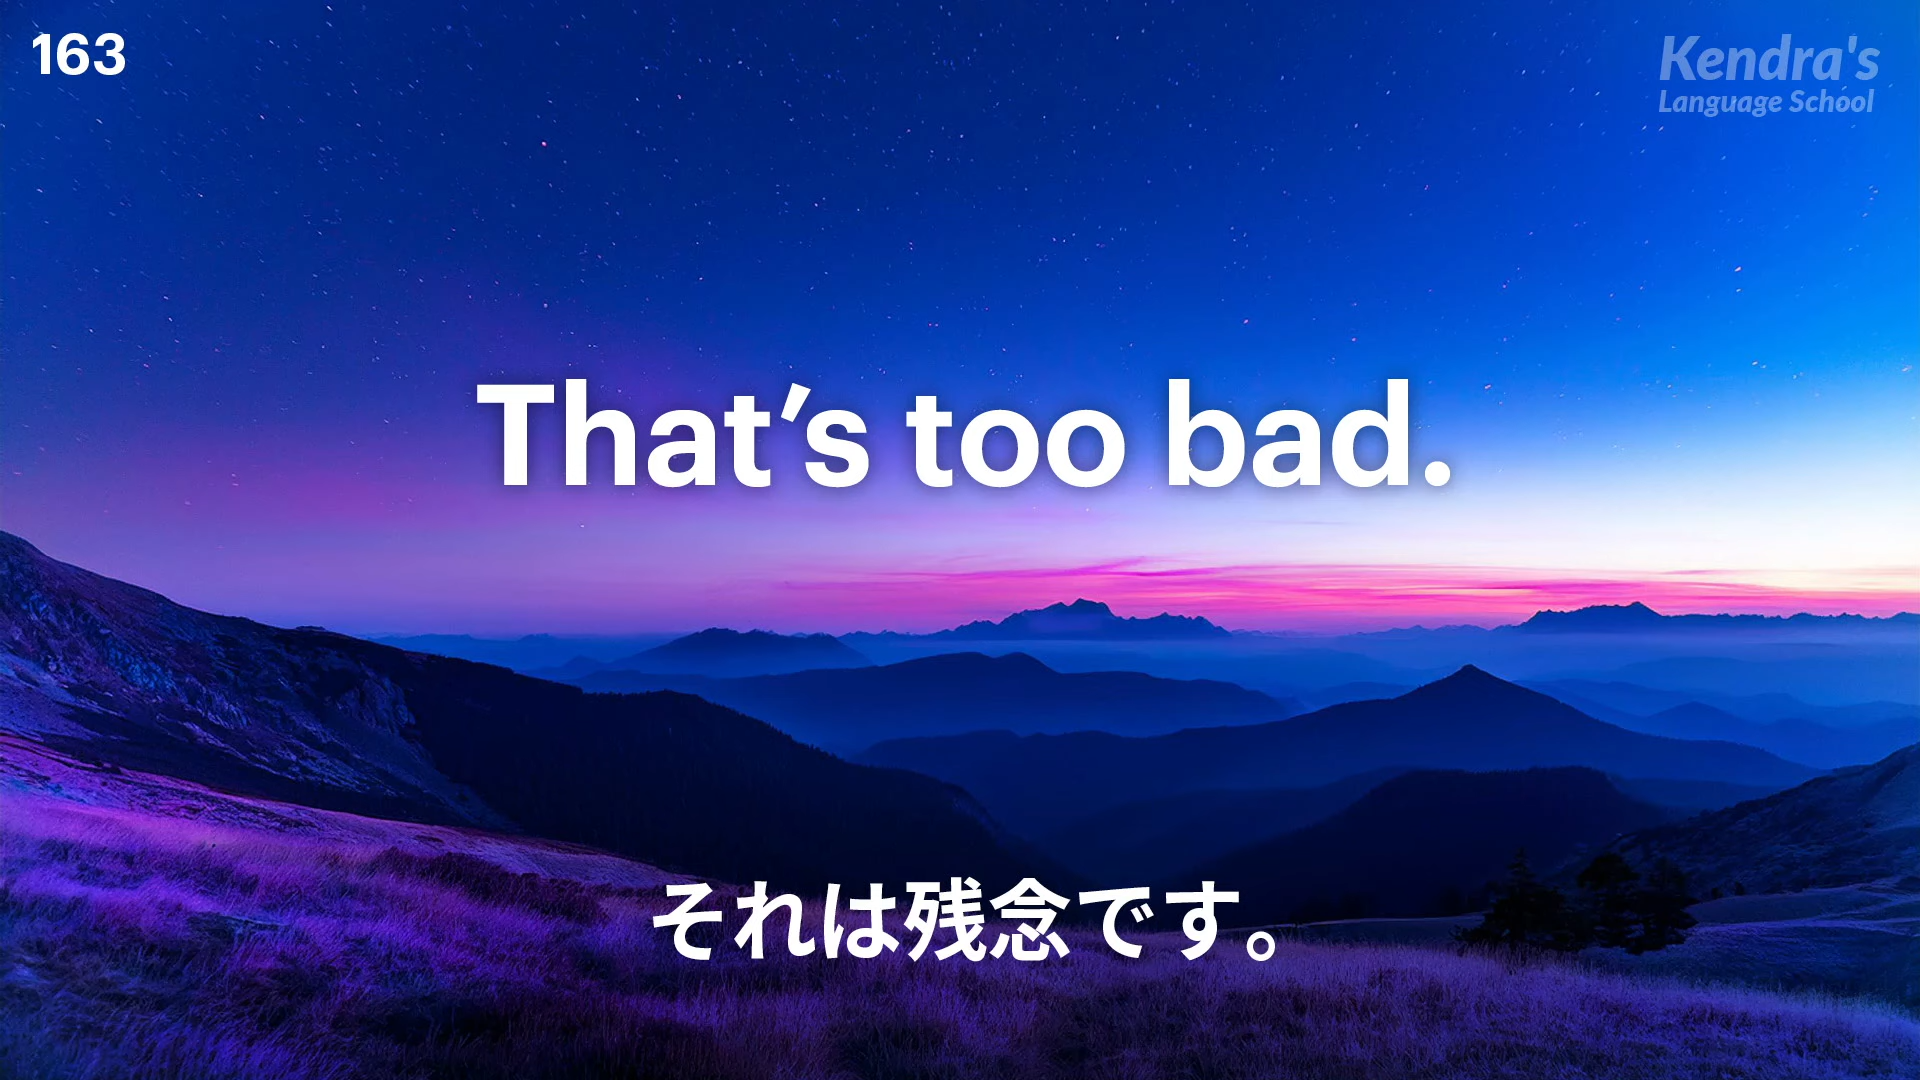 163
Kendra's
Language School
That’s too bad.
それは残念です。